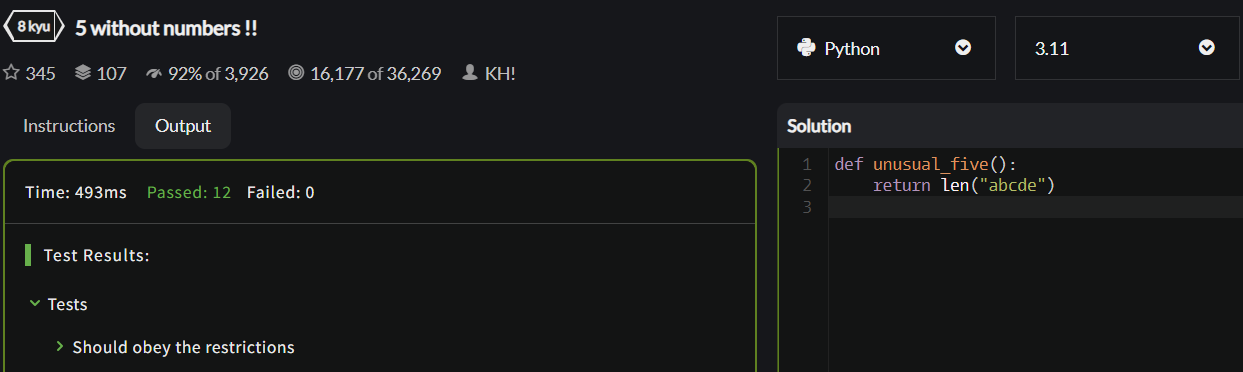 8 kyu 5 without numbers !!
345 107 92% of 3,926 16,177 of 36,269 KH!
Python 3.11
Instructions Output
Time: 493ms Passed: 12 Failed: 0
Test Results:
Tests
Should obey the restrictions
Solution
1 def unusual_five():
2     return len("abcde")
3